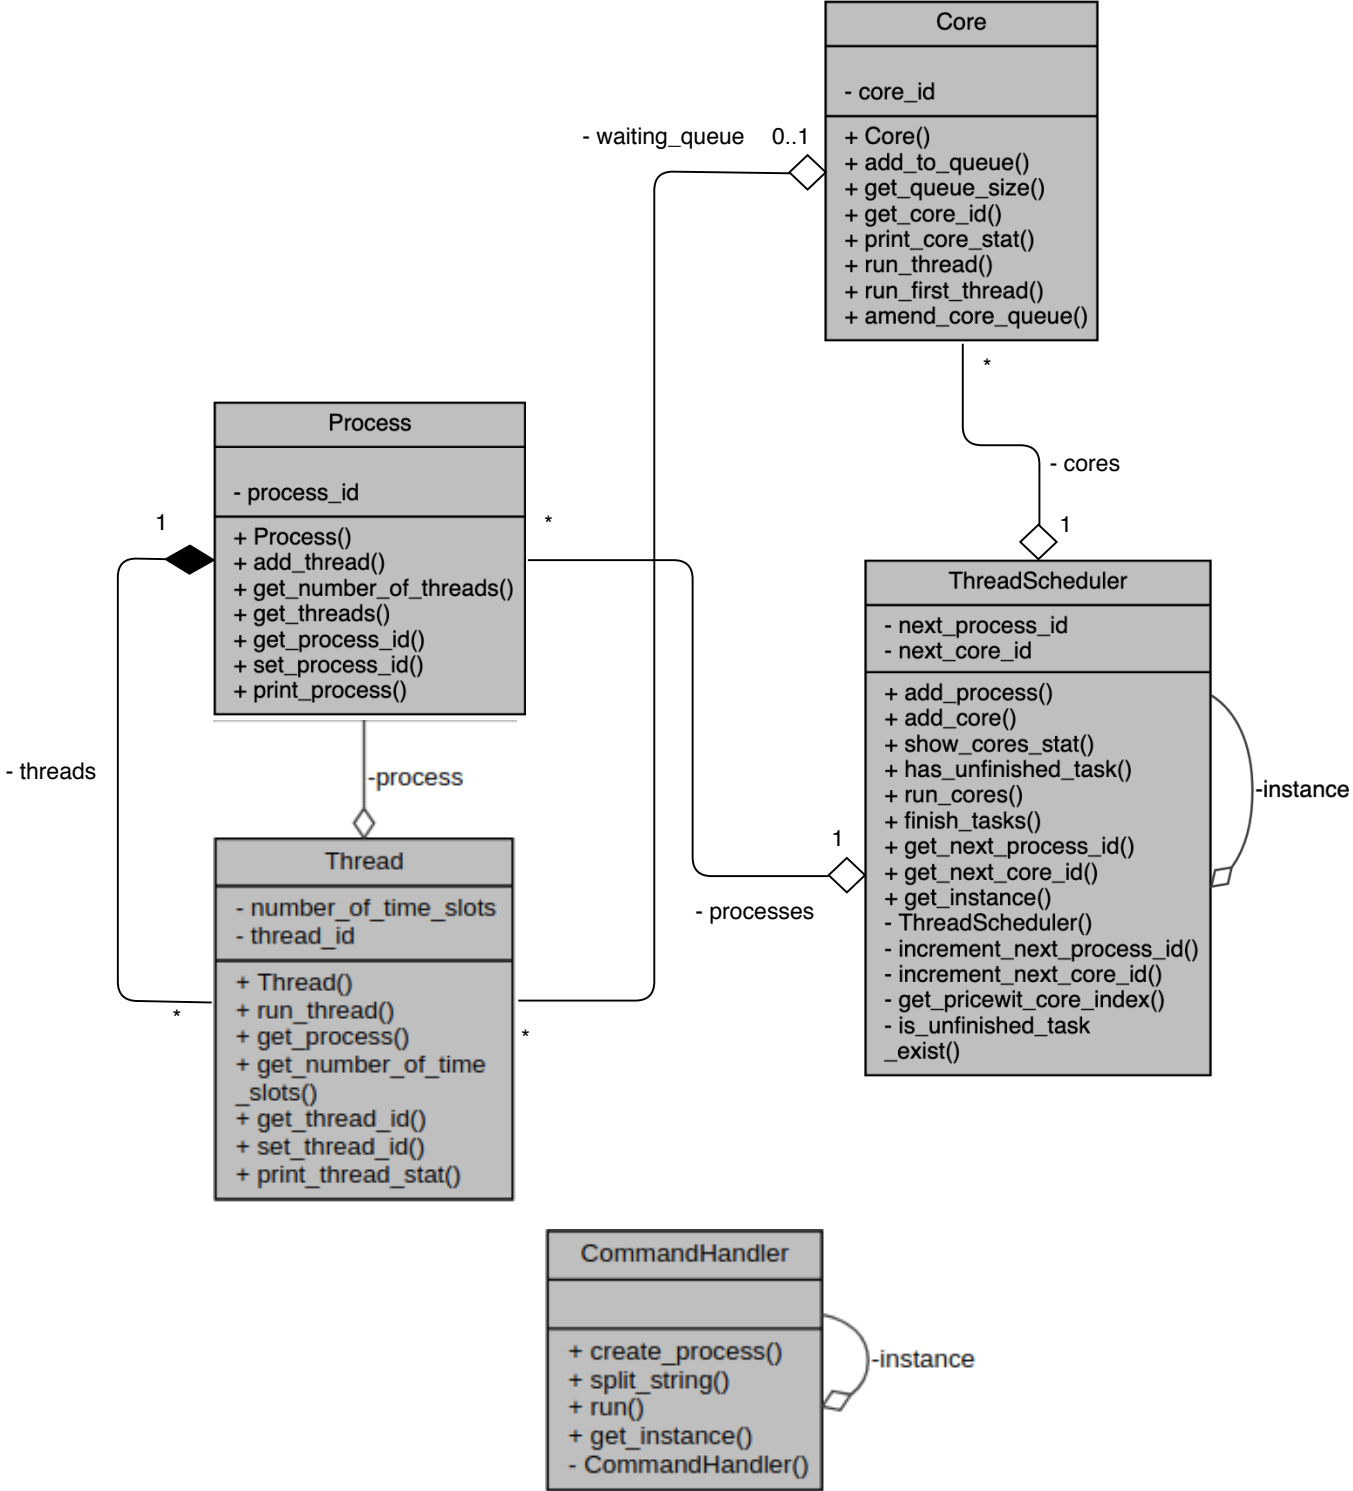 Core
- core_id
+ Core()
+ add_to_queue()
+ get_queue_size()
+ get_core_id()
+ print_core_stat()
+ run_thread()
+ run_first_thread()
+ amend_core_queue()
- waiting_queue
0..1
*
- cores
1
Process
- process_id
+ Process()
+ add_thread()
+ get_number_of_threads()
+ get_threads()
+ get_process_id()
+ set_process_id()
+ print_process()
1
*
- threads
-process
*
Thread
- number_of_time_slots
- thread_id
+ Thread()
+ run_thread()
+ get_process()
+ get_number_of_time
_slots()
+ get_thread_id()
+ set_thread_id()
+ print_thread_stat()
*
1
- processes
ThreadScheduler
- next_process_id
- next_core_id
+ add_process()
+ add_core()
+ show_cores_stat()
+ has_unfinished_task()
+ run_cores()
+ finish_tasks()
+ get_next_process_id()
+ get_next_core_id()
+ get_instance()
- ThreadScheduler()
- increment_next_process_id()
- increment_next_core_id()
- get_pricewit_core_index()
- is_unfinished_task
_exist()
-instance
CommandHandler
+ create_process()
+ split_string()
+ run()
+ get_instance()
- CommandHandler()
-instance